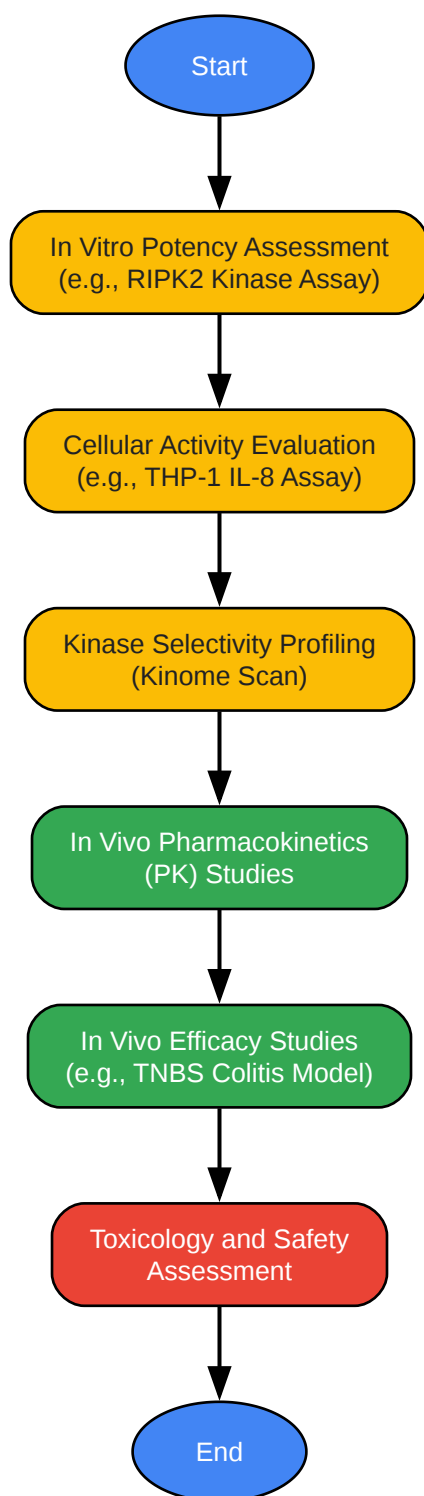 Start
In Vitro Potency Assessment
(e.g., RIPK2 Kinase Assay)
Cellular Activity Evaluation
(e.g., THP-1 IL-8 Assay)
Kinase Selectivity Profiling
(Kinome Scan)
In Vivo Pharmacokinetics
(PK) Studies
In Vivo Efficacy Studies
(e.g., TNBS Colitis Model)
Toxicology and Safety
Assessment
End